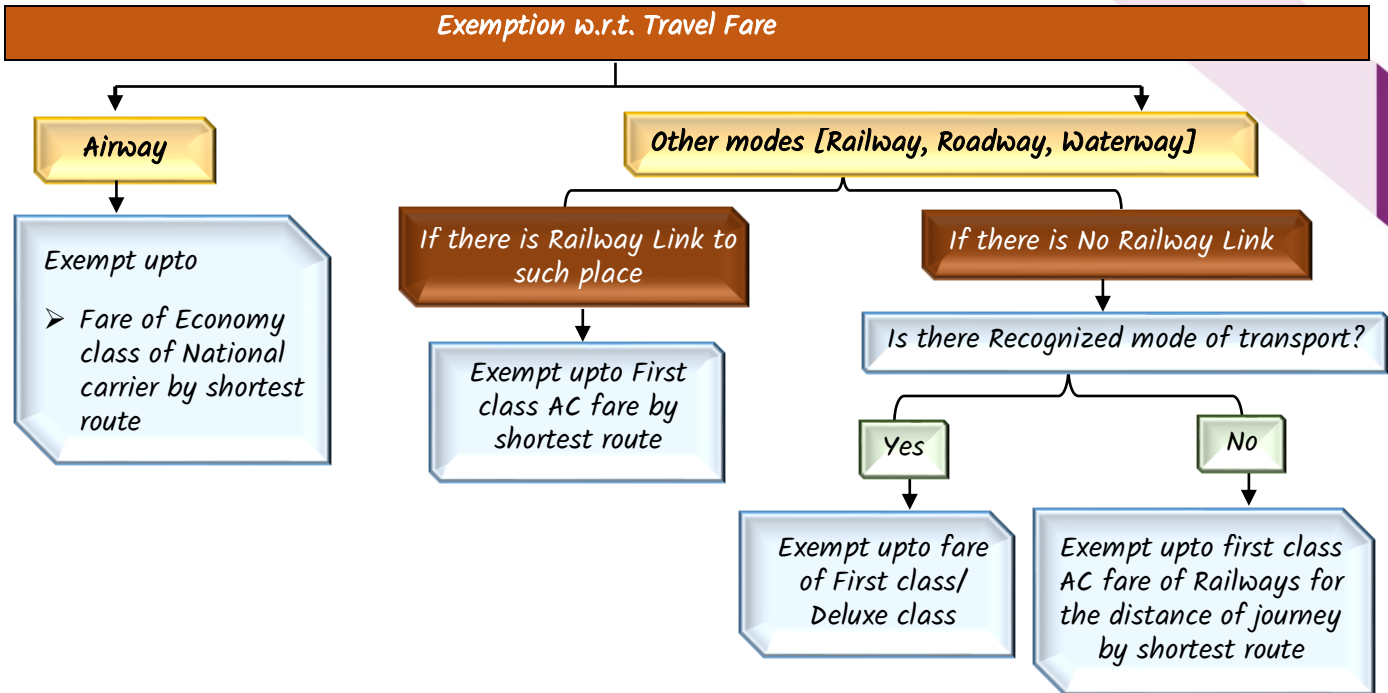 Exemption w.r.t. Travel Fare
Airway
Exempt upto
➢ Fare of Economy
class of National
carrier by shortest
route
Other modes [Railway, Roadway, Waterway]
If there is Railway Link to
such place
Exempt upto First
class AC fare by
shortest route
If there is No Railway Link
Is there Recognized mode of transport?
Yes
Exempt upto fare
of First class/
Deluxe class
No
Exempt upto first class
AC fare of Railways for
the distance of journey
by shortest route